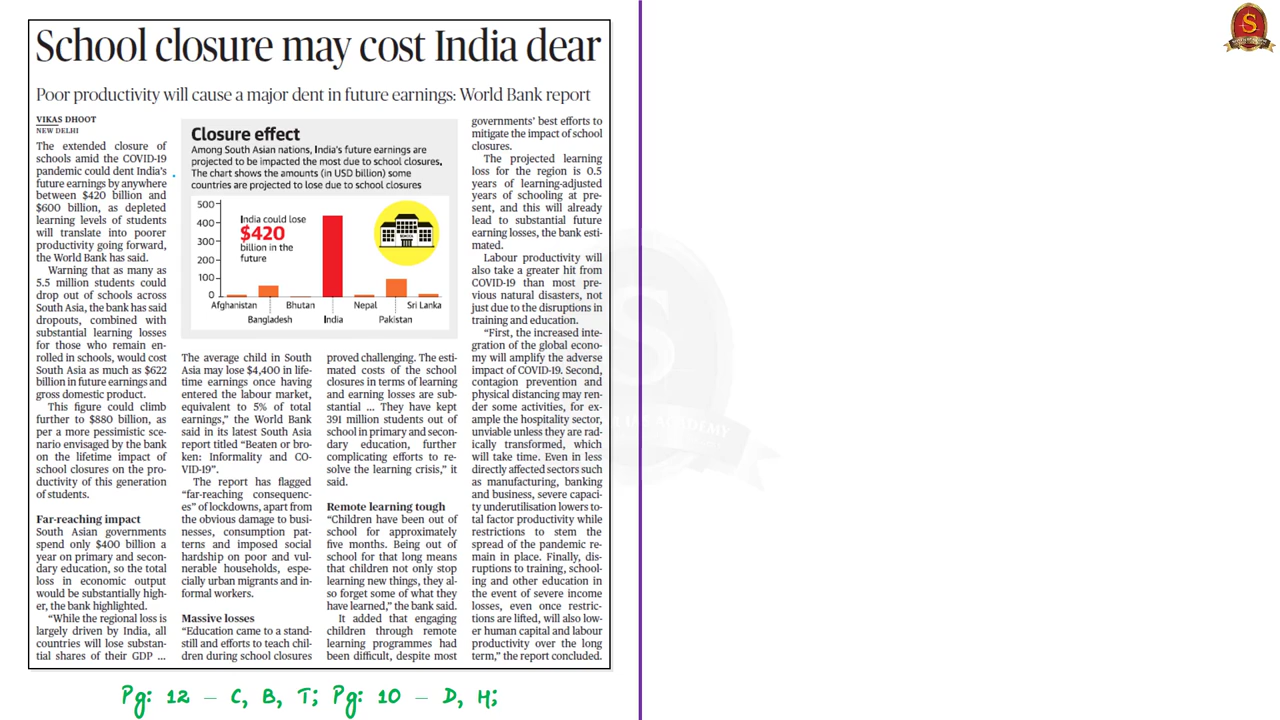 School closure may cost India dear
Poor productivity will cause a major dent in future earnings: World Bank report
VIKAS DHOOT
NEW DELHI
The extended closure of
schools amid the COVID-19
pandemic could dent India's
future earnings by anywhere
between $420 billion and
$600 billion, as depleted
learning levels of students
will translate into poorer
productivity going forward,
the World Bank has said.
Warning that as many as
5.5 million students could
drop out of schools across
South Asia, the bank has said
dropouts, combined with
substantial learning losses
for those who remain en-
rolled in schools, would cost
South Asia as much as $622
billion in future earnings and
gross domestic product.
This figure could climb
further to $880 billion, as
per a more pessimistic sce-
nario envisaged by the bank
on the lifetime impact of
school closures on the pro-
ductivity of this generation
of students.
Far-reaching impact
South Asian governments
spend only $400 billion a
year on primary and secon-
dary education, so the total
loss in economic output
would be substantially high-
er, the bank highlighted.
"While the regional loss is
largely driven by India, all
countries will lose substan-
tial shares of their GDP ...
Closure effect
Among South Asian nations, India's future earnings are
projected to be impacted the most due to school closures,
The chart shows the amounts (in USD billion) some
countries are projected to lose due to school closures
500
400
300
200
100
0
India could lose
$420
billion in the
future
SCHOOL
Afghanistan Bhutan Nepal Sri Lanka
Bangladesh India Pakistan
The average child in South
Asia may lose $4,400 in life-
time earnings once having
entered the labour market,
equivalent to 5% of total
earnings," the World Bank
said in its latest South Asia
report titled "Beaten or bro-
ken: Informality and CO-
VID-19".
The report has flagged
"far-reaching consequenc-
es" of lockdowns, apart from
the obvious damage to busi-
nesses, consumption pat-
terns and imposed social
hardship on poor and vul-
nerable households, espe-
cially urban migrants and in-
formal workers.
Massive losses
"Education came to a stand-
still and efforts to teach chil-
dren during school closures
proved challenging. The esti-
mated costs of the school
closures in terms of learning
and earning losses are sub-
stantial ... They have kept
391 million students out of
school in primary and secon-
dary education, further
complicating efforts to re-
solve the learning crisis," it
said.
Remote learning tough
"Children have been out of
school for approximately
five months. Being out of
school for that long means
that children not only stop
learning new things, they al-
so forget some of what they
have learned," the bank said.
It added that engaging
children through remote
learning programmes had
been difficult, despite most
governments' best efforts to
mitigate the impact of school
closures.
The projected learning
loss for the region is 0.5
years of learning-adjusted
years of schooling at pre-
sent, and this will already
lead to substantial future
earning losses, the bank esti-
mated.
Labour productivity will
also take a greater hit from
COVID-19 than most pre-
vious natural disasters, not
just due to the disruptions in
training and education.
"First, the increased inte-
gration of the global econo-
my will amplify the adverse
impact of COVID-19. Second,
contagion prevention and
physical distancing may ren-
der some activities, for ex-
ample the hospitality sector,
unviable unless they are rad-
ically transformed, which
will take time. Even in less
directly affected sectors such
as manufacturing, banking
and business, severe capaci-
ty underutilisation lowers to-
tal factor productivity while
restrictions to stem the
spread of the pandemic re-
main in place. Finally, dis-
ruptions to training, school-
ing and other education in
the event of severe income
losses, even once restric-
tions are lifted, will also low-
er human capital and labour
productivity over the long
term," the report concluded.
Pg: 12 – C, B, T; Pg: 10 – D, H;
S